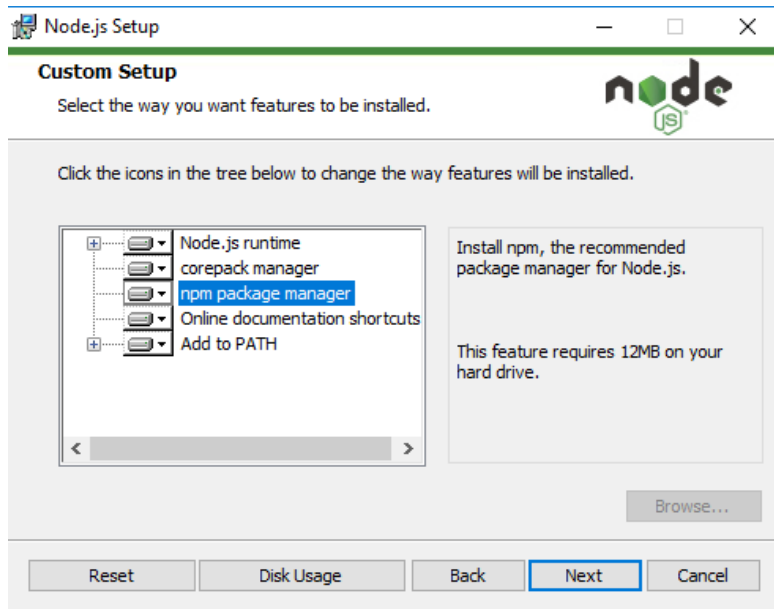 Node.js Setup
Custom Setup
Select the way you want features to be installed.
node
JS
Click the icons in the tree below to change the way features will be installed.
Node.js runtime
corepack manager
npm package manager
Online documentation shortcuts
Add to PATH
Install npm, the recommended
package manager for Node.js.
This feature requires 12MB on your
hard drive.
Browse...
Reset
Disk Usage
Back
Next
Cancel